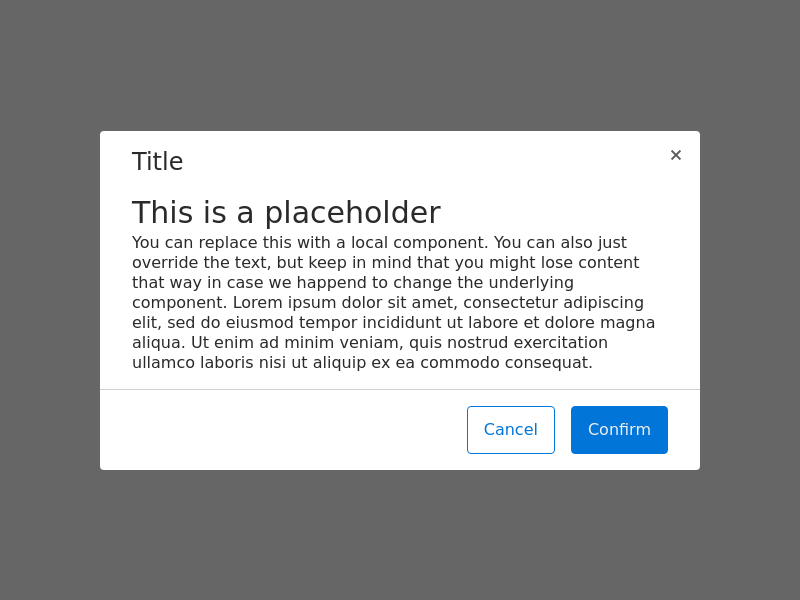 Title
×
This is a placeholder
You can replace this with a local component. You can also just
override the text, but keep in mind that you might lose content
that way in case we happend to change the underlying
component. Lorem ipsum dolor sit amet, consectetur adipiscing
elit, sed do eiusmod tempor incididunt ut labore et dolore magna
aliqua. Ut enim ad minim veniam, quis nostrud exercitation
ullamco laboris nisi ut aliquip ex ea commodo consequat.
Cancel
Confirm